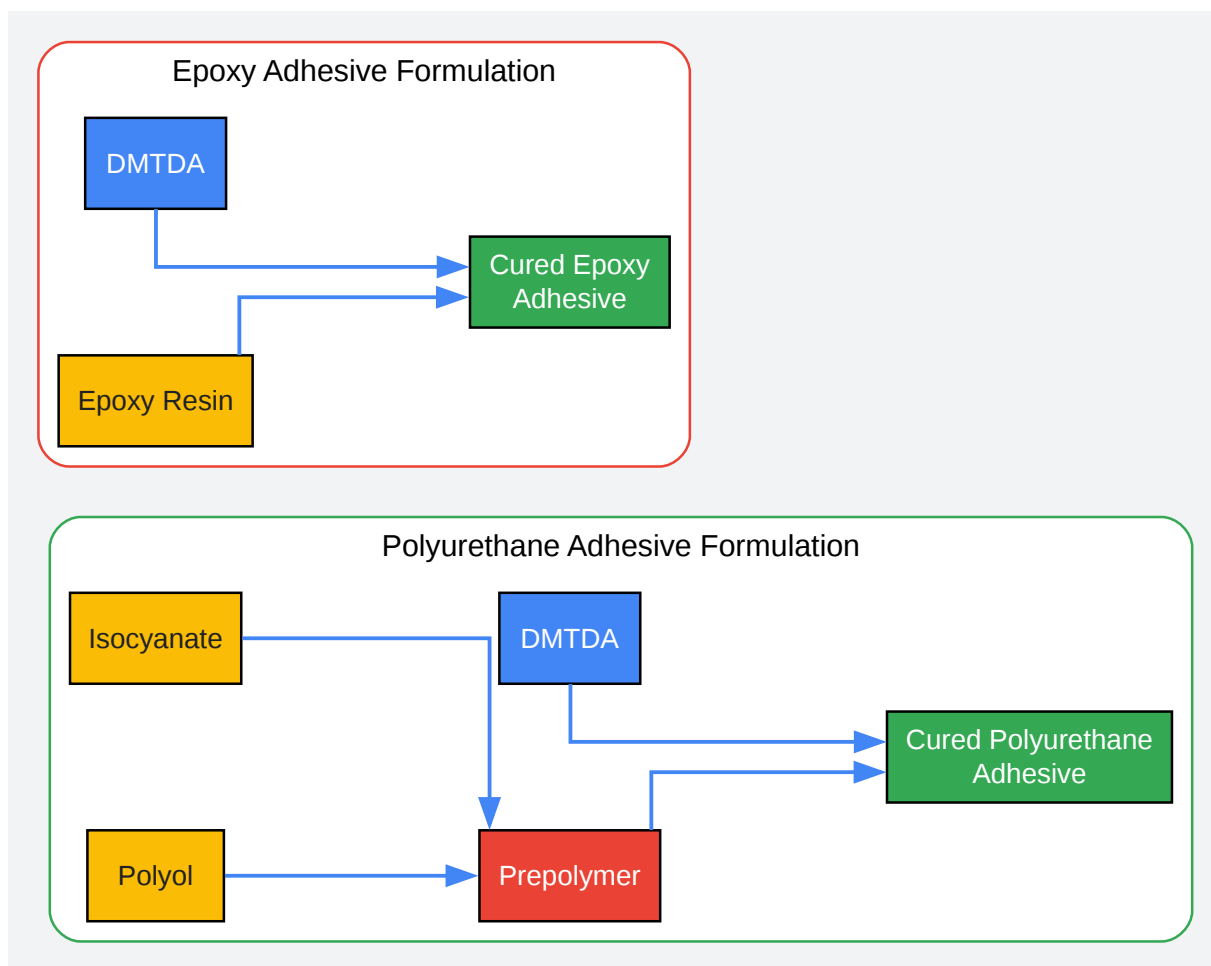 Epoxy Adhesive Formulation
DMTDA
Cured Epoxy
Adhesive
Epoxy Resin
Polyurethane Adhesive Formulation
Isocyanate
DMTDA
Cured Polyurethane
Adhesive
Polyol
Prepolymer